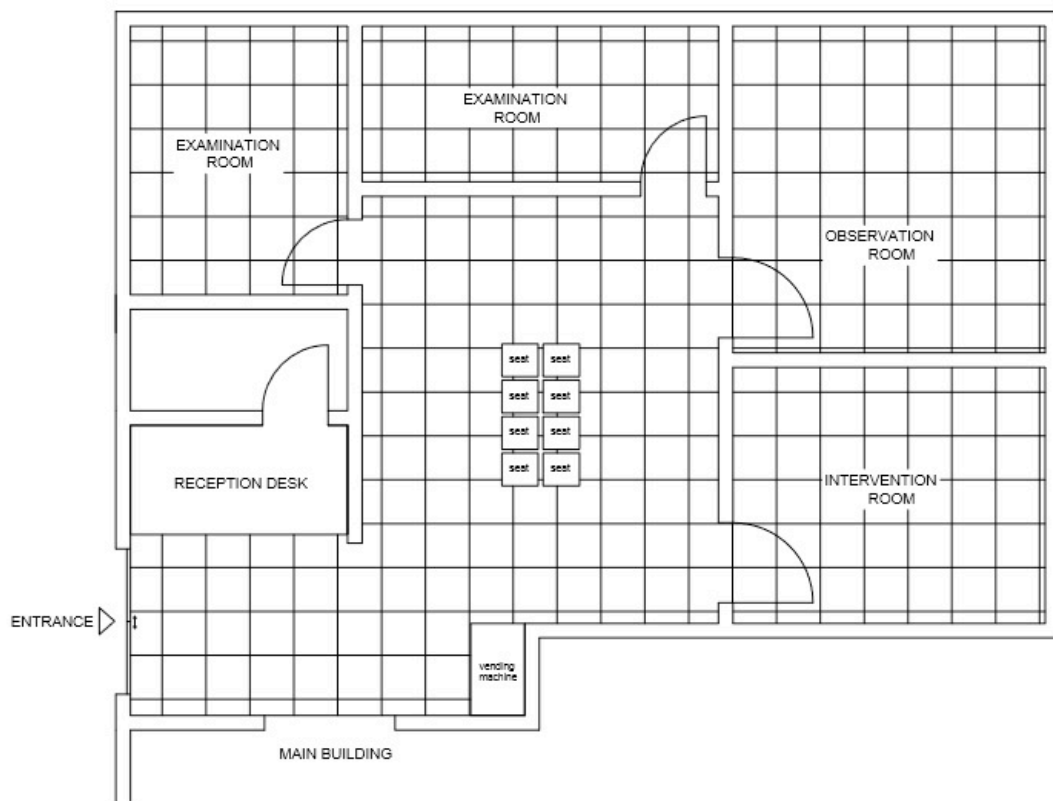 EXAMINATION
ROOM
EXAMINATION
ROOM
OBSERVATION
ROOM
seat seat
seat seat
seat seat
seat seat
RECEPTION DESK
INTERVENTION
ROOM
ENTRANCE
vending
machine
MAIN BUILDING